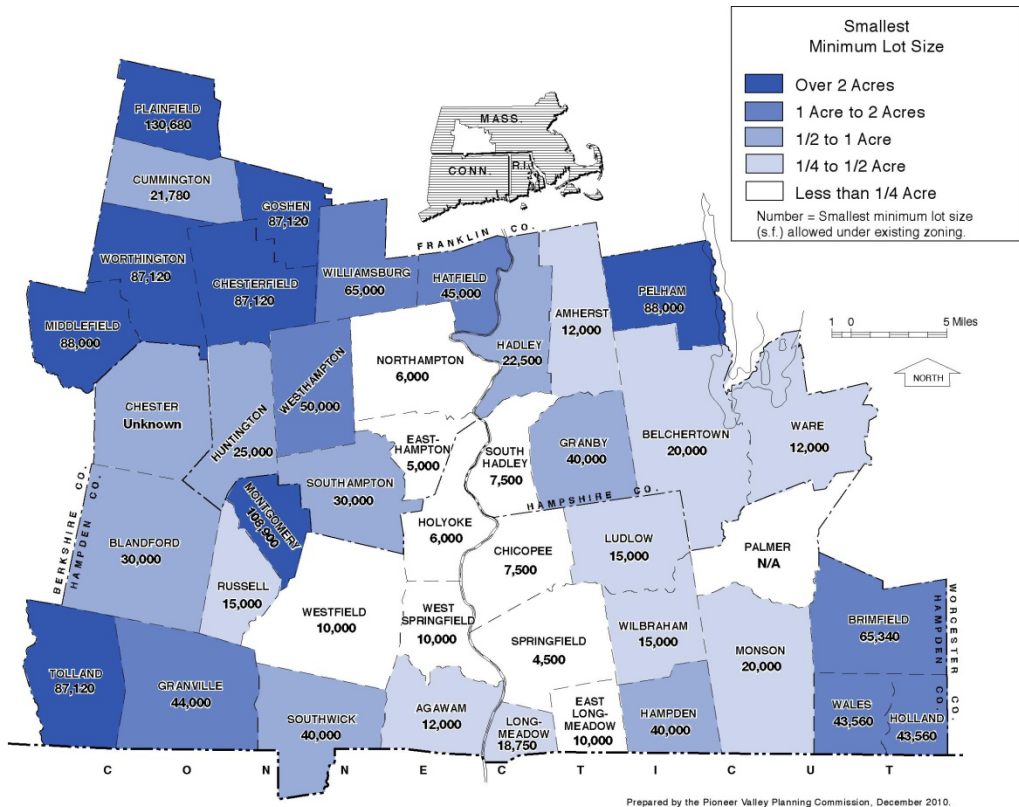 Smallest
Minimum Lot Size
Over 2 Acres
1 Acre to 2 Acres
1/2 to 1 Acre
1/4 to 1/2 Acre
Less than 1/4 Acre
Number = Smallest minimum lot size
(s.f.) allowed under existing zoning.
MASS.
CONN.
R.I.
PLAINFIELD
130,680
CUMMINGTON
21,780
GOSHEN
87,120
FRANKLIN CO.
WORTHINGTON
87,120
CHESTERFIELD
87,120
WILLIAMSBURG
65,000
HATFIELD
45,000
MIDDLEFIELD
88,000
AMHERST
12,000
PELHAM
88,000
1 0 5 Miles
NORTH
NORTHAMPTON
6,000
HADLEY
22,500
CHESTER
Unknown
HUNTINGTON
25,000
WESTHAMPTON
50,000
EAST-
HAMPTON
5,000
SOUTH
HADLEY
7,500
GRANBY
40,000
BELCHERTOWN
20,000
WARE
12,000
SOUTHAMPTON
30,000
HAMPSHIRE CO.
MONTGOMERY
108,900
BERKSHIRE CO.
HAMPDEN CO.
BLANDFORD
30,000
HOLYOKE
6,000
CHICOPEE
7,500
LUDLOW
15,000
PALMER
N/A
RUSSELL
15,000
WESTFIELD
10,000
WEST
SPRINGFIELD
10,000
SPRINGFIELD
4,500
WILBRAHAM
15,000
MONSON
20,000
BRIMFIELD
65,340
HAMPDEN CO.
WORCESTER CO.
TOLLAND
87,120
GRANVILLE
44,000
SOUTHWICK
40,000
AGAWAM
12,000
LONG-
MEADOW
18,750
EAST
LONG-
MEADOW
10,000
HAMPDEN
40,000
WALES
43,560
HOLLAND
43,560
CONNECTICUT
Prepared by the Pioneer Valley Planning Commission, December 2010.